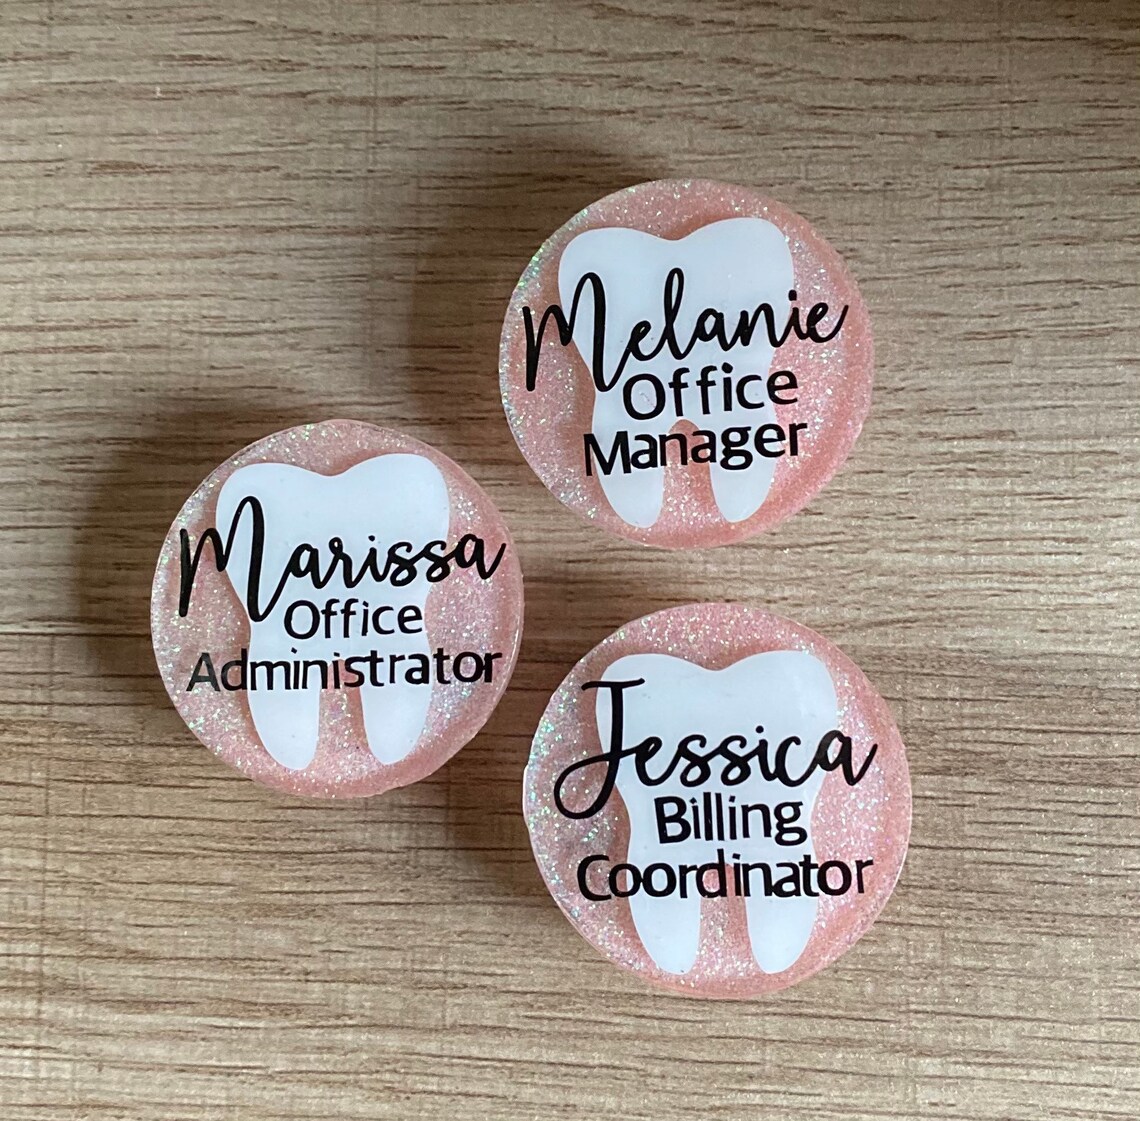 Melanie
Office
Manager
Marissa
Office
Administrator
Jessica
Billing
Coordinator